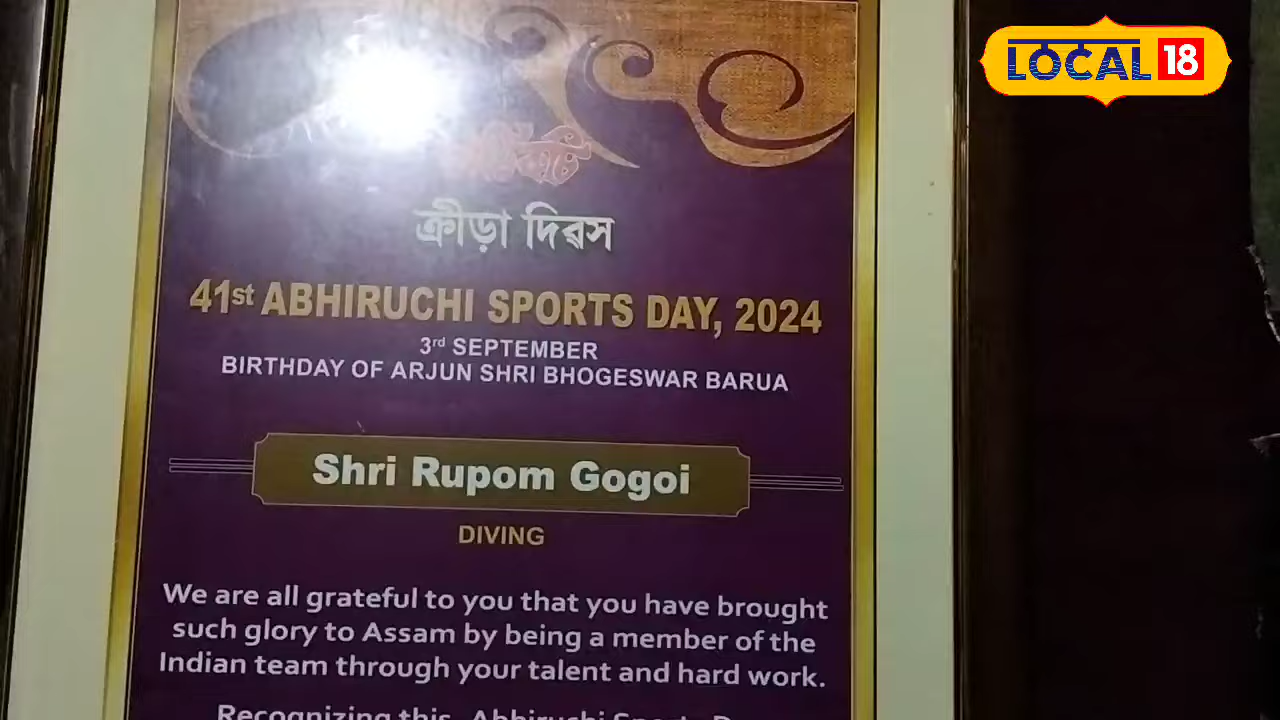 LOCAL 18
ক্ৰীড়া দিৱস
41st ABHIRUCHI SPORTS DAY, 2024
3rd SEPTEMBER
BIRTHDAY OF ARJUN SHRI BHOGESWAR BARUA
Shri Rupom Gogoi
DIVING
We are all grateful to you that you have brought
such glory to Assam by being a member of the
Indian team through your talent and hard work.
Recognizing this, Abhiruchi Sports